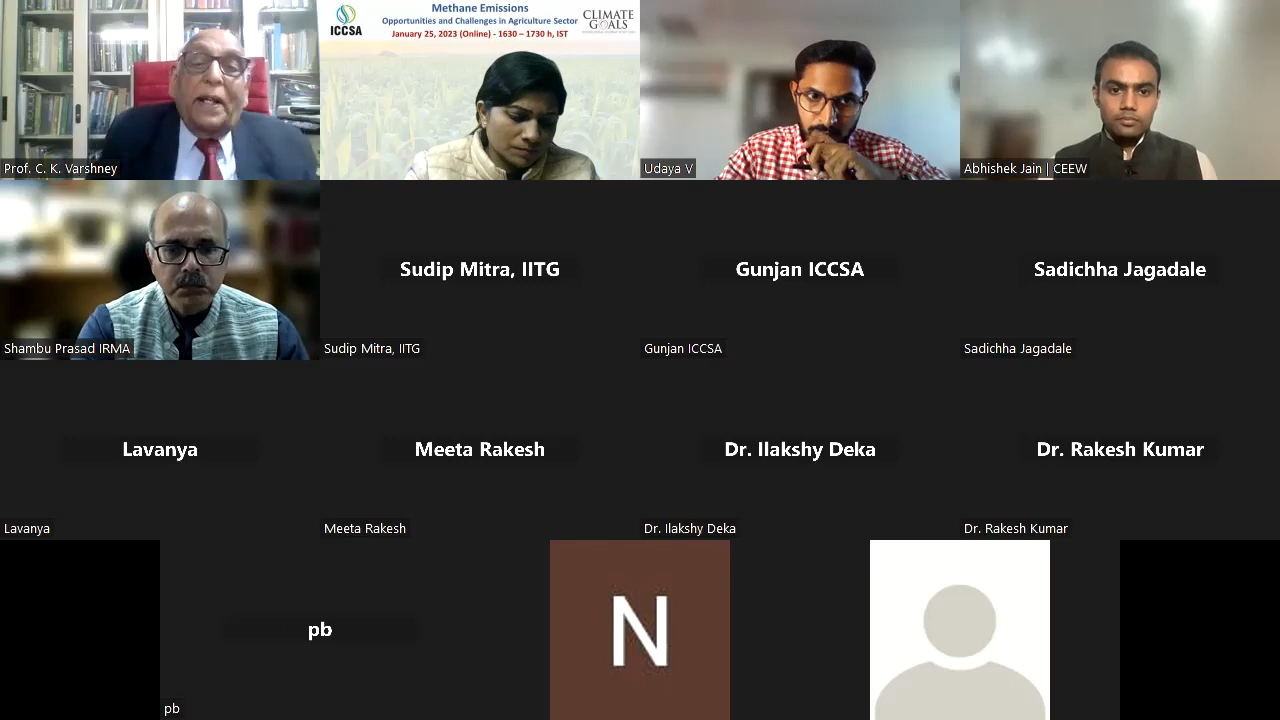 ICCSA
Methane Emissions
Opportunities and Challenges in Agriculture Sector
January 25, 2023 (Online) - 1630 – 1730 h, IST
CLIMATE
GOALS
Prof. C. K. Varshney
Udaya V
Abhishek Jain | CEEW
Sudip Mitra, IITG
Gunjan ICCSA
Sadichha Jagadale
Shambu Prasad IRMA
Sudip Mitra, IITG
Gunjan ICCSA
Sadichha Jagadale
Lavanya
Meeta Rakesh
Dr. Ilakshy Deka
Dr. Rakesh Kumar
Lavanya
Meeta Rakesh
Dr. Ilakshy Deka
Dr. Rakesh Kumar
pb
N
pb